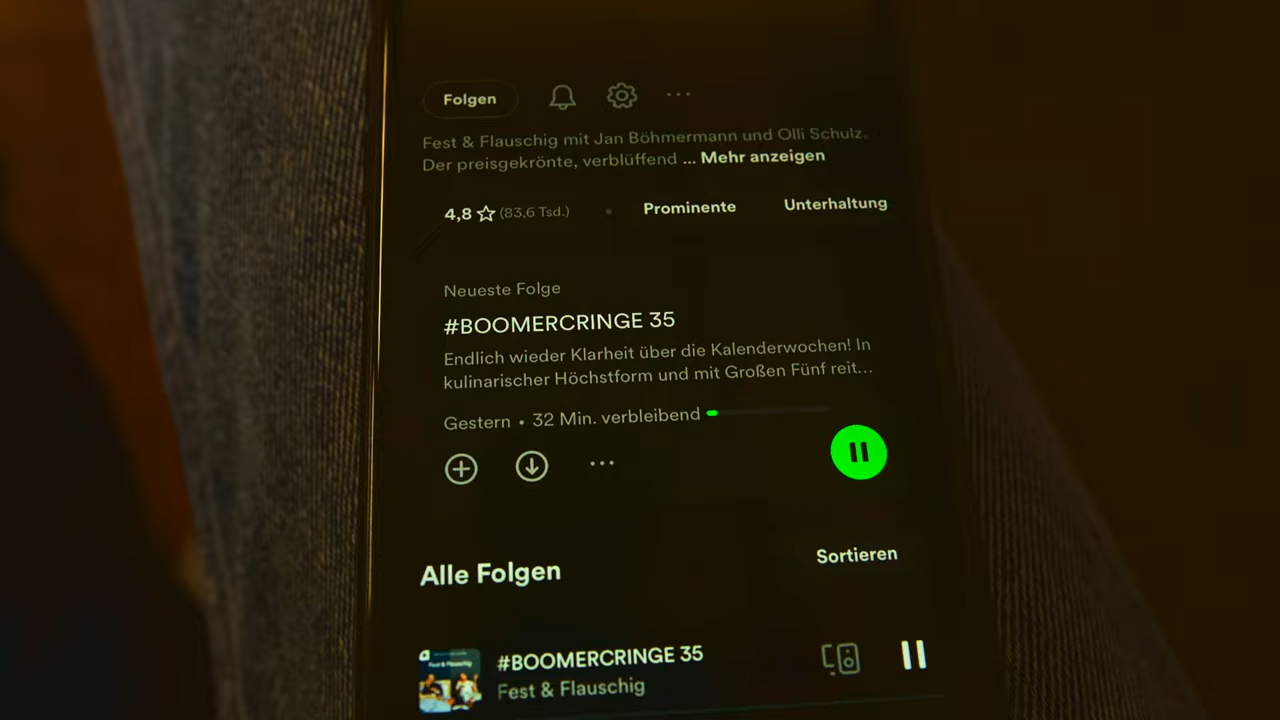 Folgen
Fest & Flauschig mit Jan Böhmermann und Olli Schulz.
Der preisgekrönte, verblüffend ... Mehr anzeigen
4,8 (83,6 Tsd.) • Prominente Unterhaltung
Neueste Folge
#BOOMERCRINGE 35
Endlich wieder Klarheit über die Kalenderwochen! In
kulinarischer Höchstform und mit Großen Fünf reit...
Gestern • 32 Min. verbleibend
Alle Folgen
Sortieren
Fest & Flauschig
#BOOMERCRINGE 35
Fest & Flauschig